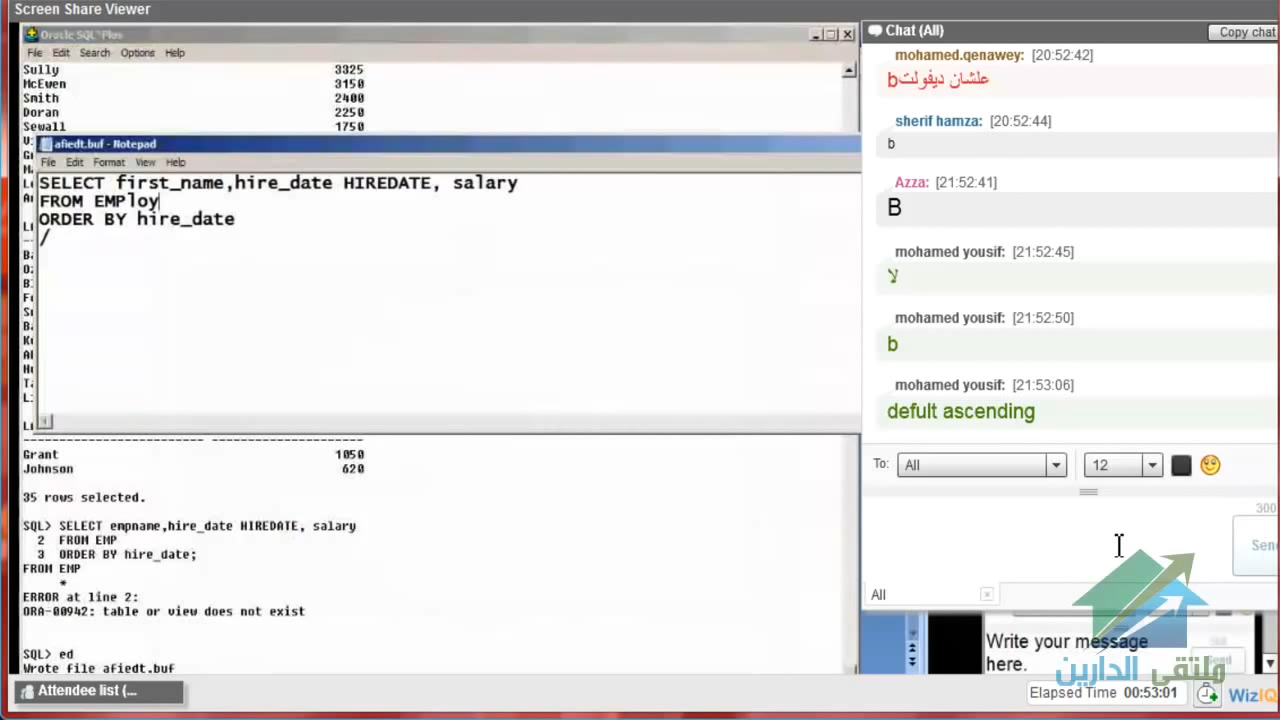 Screen Share Viewer
Oracle SQL*Plus
File Edit Search Options Help
Sully 3325
McEwen 3150
Smith 2400
Doran 2250
Sewall 1750
afiedt.buf - Notepad
File Edit Format View Help
SELECT first_name,hire_date HIREDATE, salary
FROM EMPloy
ORDER BY hire_date
/
Grant 1050
Johnson 620
35 rows selected.
SQL> SELECT empname,hire_date HIREDATE, salary
2 FROM EMP
3 ORDER BY hire_date;
FROM EMP
*
ERROR at line 2:
ORA-00942: table or view does not exist
SQL> ed
Wrote file afiedt.buf
Attendee list (...
Chat (All)
Copy chat
mohamed.qenawey: [20:52:42]
علشان ديفولتb
sherif hamza: [20:52:44]
b
Azza: [21:52:41]
B
mohamed yousif: [21:52:45]
لا
mohamed yousif: [21:52:50]
b
mohamed yousif: [21:53:06]
defult ascending
To: All 12
300
Send
All
Write your message
here.
ملتقى الدارين
Elapsed Time 00:53:01
WizIQ